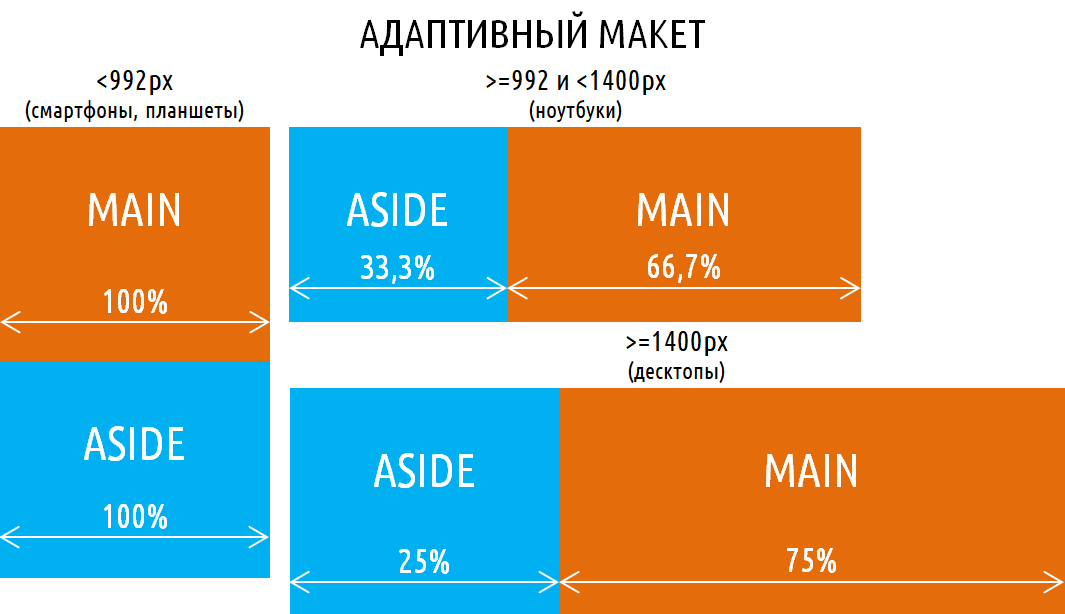 АДАПТИВНЫЙ МАКЕТ
<992px
(смартфоны, планшеты)
MAIN
100%
ASIDE
100%
>=992 и <1400px
(ноутбуки)
ASIDE
33,3%
MAIN
66,7%
>=1400px
(десктопы)
ASIDE
25%
MAIN
75%